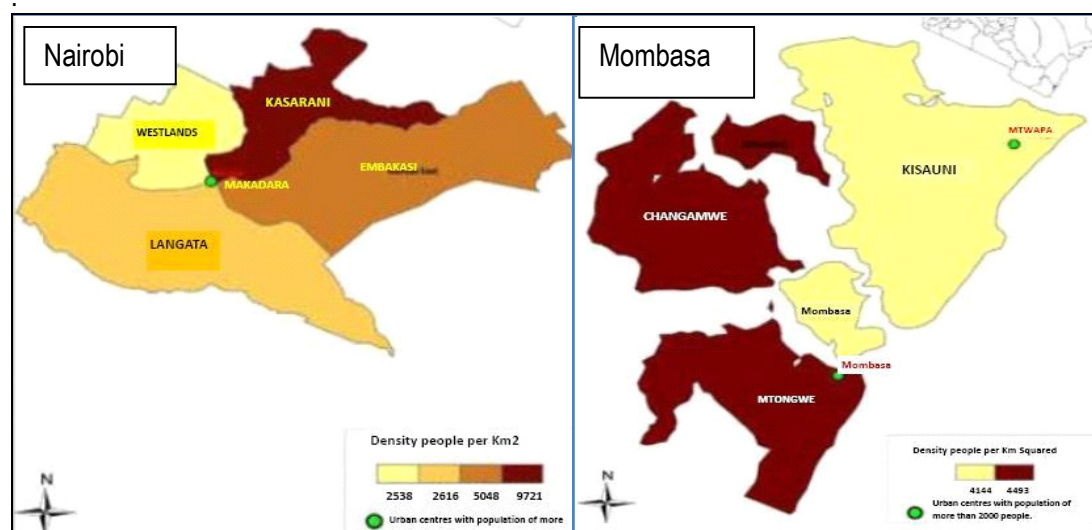 .
Nairobi
KASARANI
WESTLANDS
EMBAKASI
MAKADARA
LANGATA
Density people per Km2
2538 2616 5048 9721
Urban centres with population of more
N
Mombasa
MTWAPA
KISAUNI
CHANGAMWE
Mombasa
Mombasa
MTONGWE
Density people per Km Squared
4144 4493
Urban centres with population of
more than 2000 people.
N